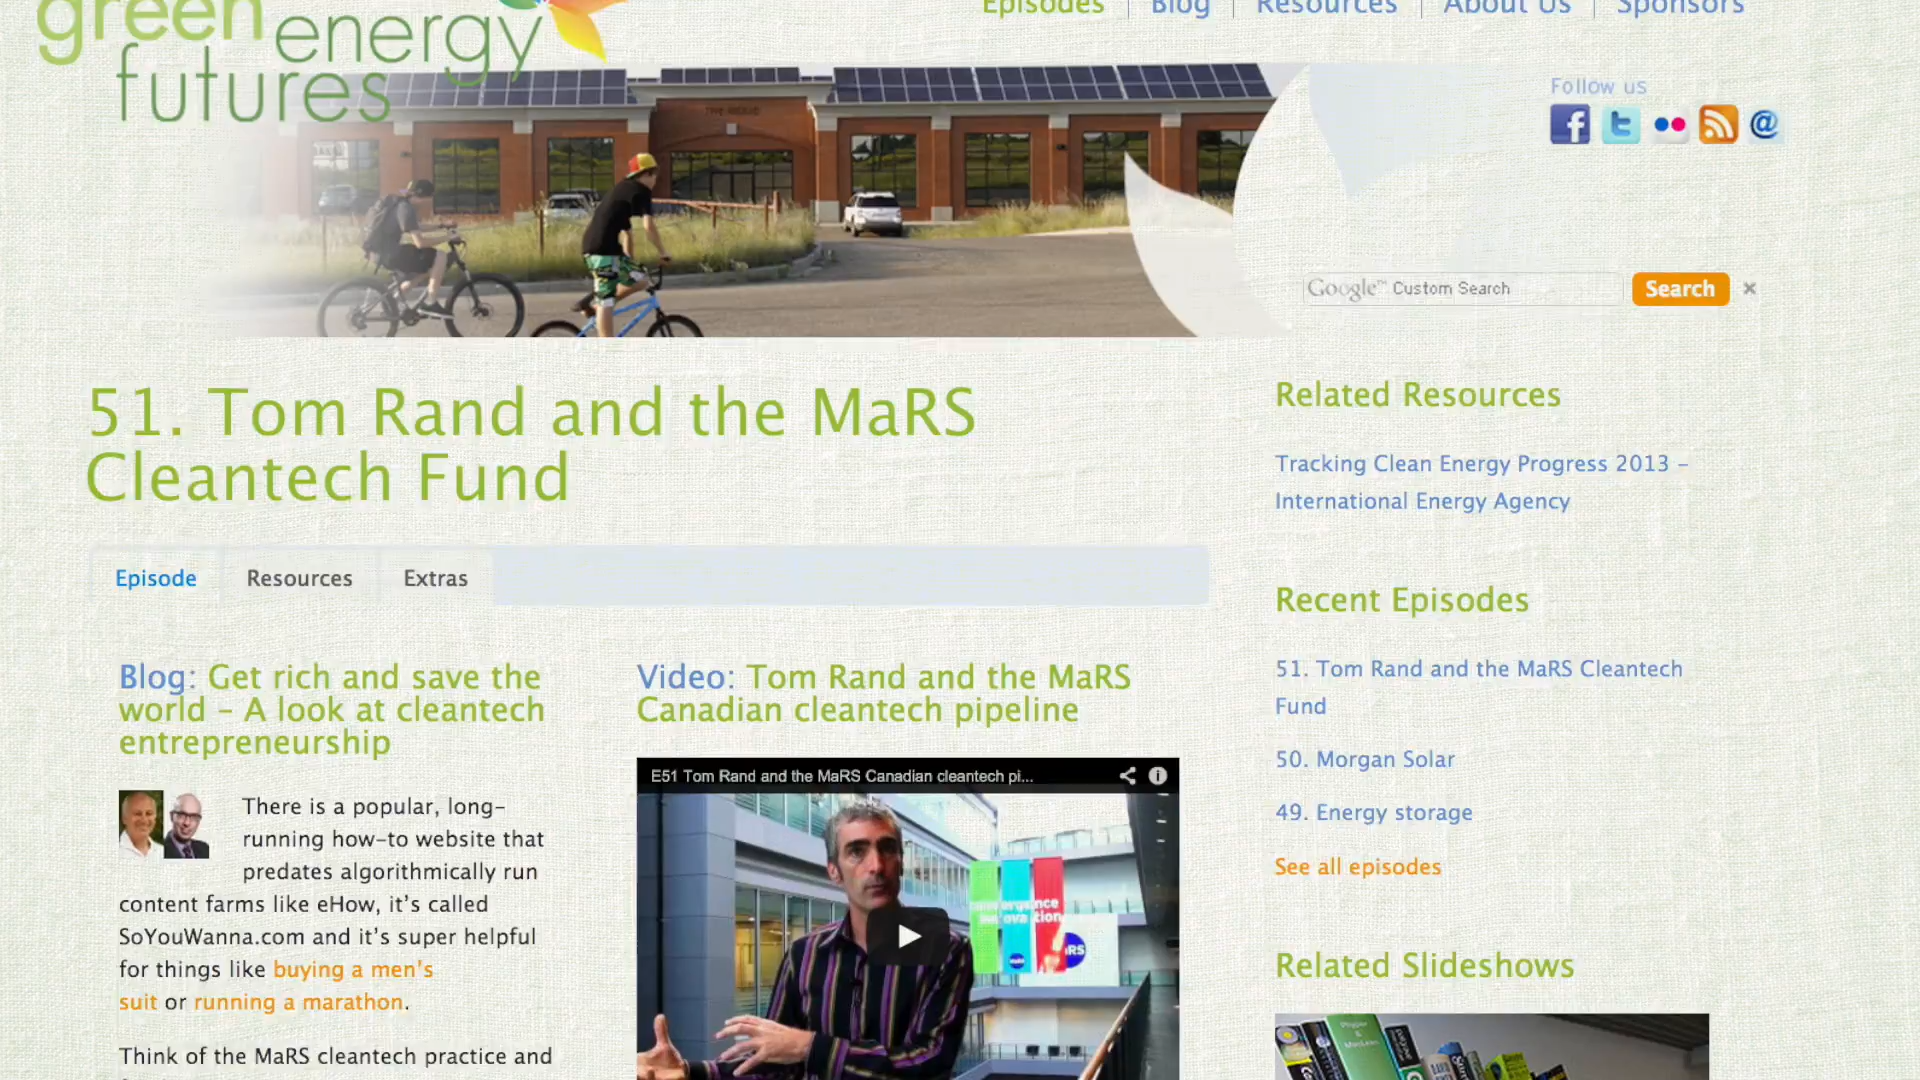 green energy
futures
Episodes
Blog
Resources
About Us
Sponsors
Follow us
Google™ Custom Search
Search
×
51. Tom Rand and the MaRS
Cleantech Fund
Episode
Resources
Extras
Blog: Get rich and save the
world – A look at cleantech
entrepreneurship
There is a popular, long-
running how-to website that
predates algorithmically run
content farms like eHow, it’s called
SoYouWanna.com and it’s super helpful
for things like buying a men's
suit or running a marathon.
Think of the MaRS cleantech practice and
Video: Tom Rand and the MaRS
Canadian cleantech pipeline
E51 Tom Rand and the MaRS Canadian cleantech pi...
Related Resources
Tracking Clean Energy Progress 2013 –
International Energy Agency
Recent Episodes
51. Tom Rand and the MaRS Cleantech
Fund
50. Morgan Solar
49. Energy storage
See all episodes
Related Slideshows